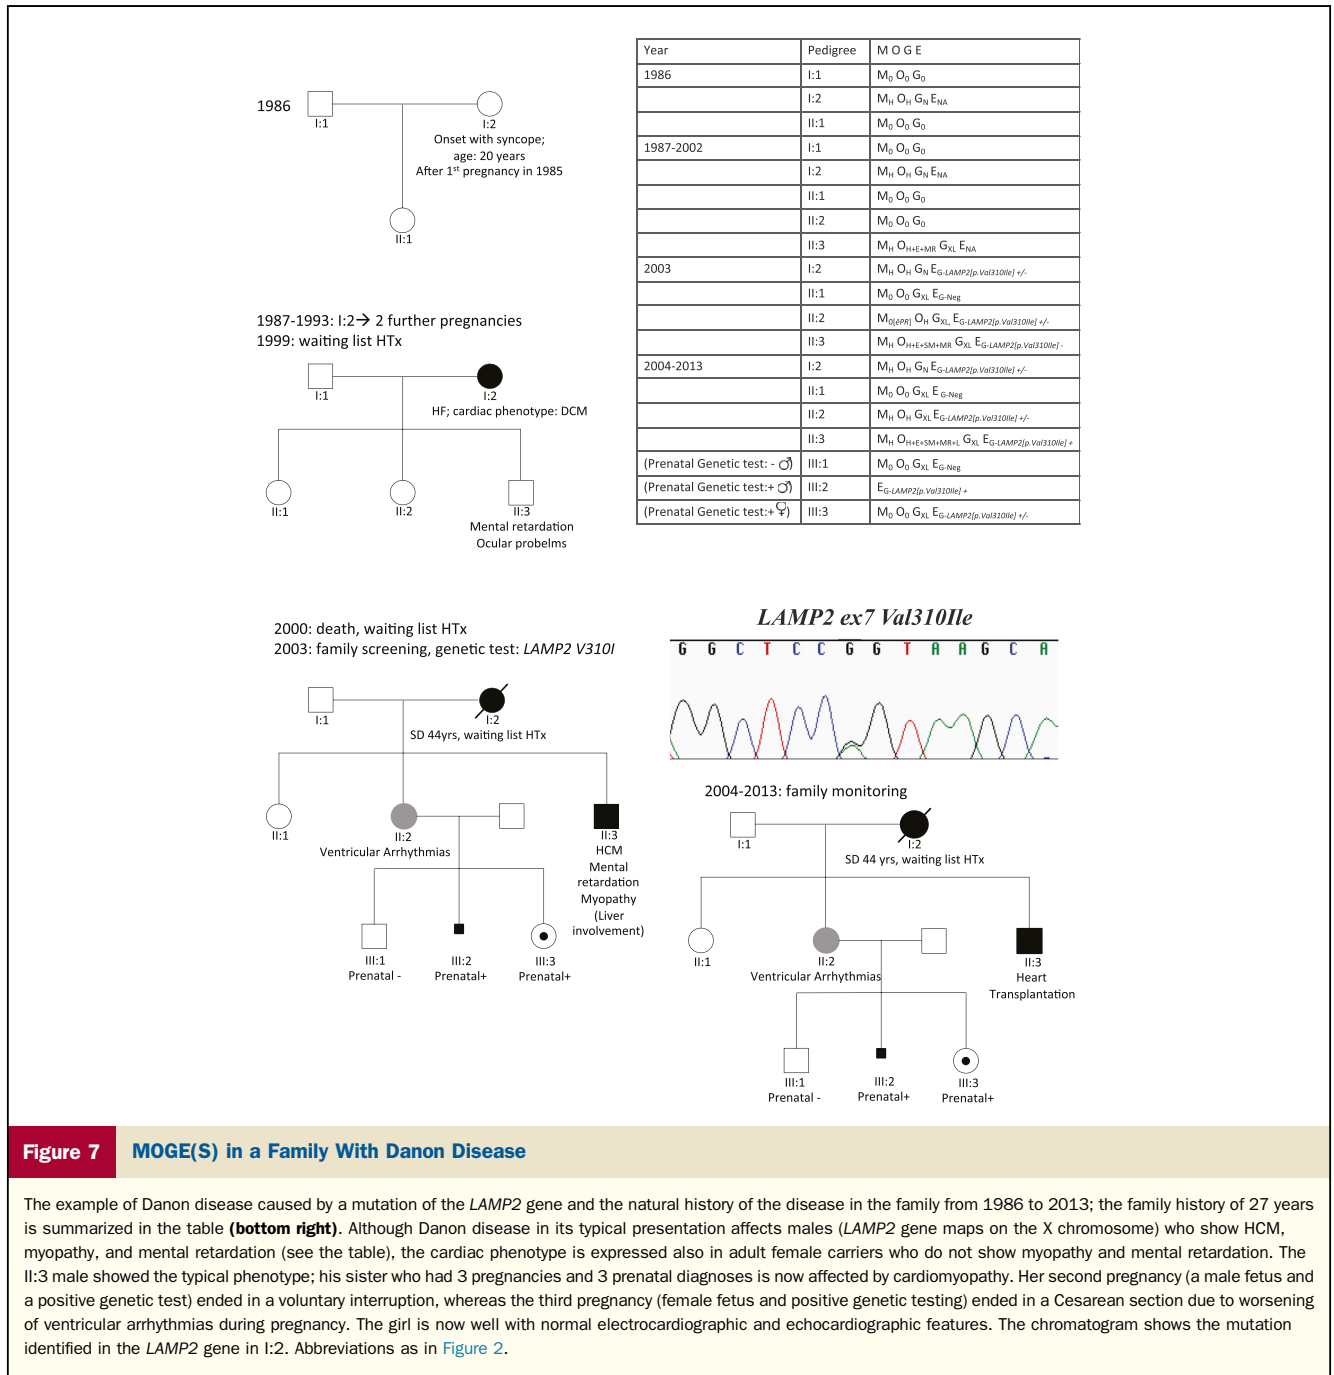 1986
I:1
I:2
Onset with syncope;
age: 20 years
After 1st pregnancy in 1985
II:1
Year Pedigree M O G E
1986 I:1 M0 O0 G0
I:2 MH OH GN ENA
II:1 M0 O0 G0
1987-2002 I:1 M0 O0 G0
I:2 MH OH GN ENA
II:1 M0 O0 G0
II:2 M0 O0 G0
II:3 MH OH+E+MR GXL ENA
2003 I:2 MH OH GN EG-LAMP2[p.Val310Ile] +/-
II:1 M0 O0 GXL EG-Neg
II:2 M0[ePR] OH GXL, EG-LAMP2[p.Val310Ile] +/-
II:3 MH OH+E+SM+MR GXL EG-LAMP2[p.Val310Ile] -
2004-2013 I:2 MH OH GN EG-LAMP2[p.Val310Ile] +/-
II:1 M0 O0 GXL E G-Neg
II:2 MH OH GXL EG-LAMP2[p.Val310Ile] +/-
II:3 MH OH+E+SM+MR+L GXL EG-LAMP2[p.Val310Ile] +
(Prenatal Genetic test: - ♂) III:1 M0 O0 GXL EG-Neg
(Prenatal Genetic test:+ ♂) III:2 EG-LAMP2[p.Val310Ile] +
(Prenatal Genetic test:+ ♀) III:3 M0 O0 GXL EG-LAMP2[p.Val310Ile] +/-
1987-1993: I:2→ 2 further pregnancies
1999: waiting list HTx
I:1
I:2
HF; cardiac phenotype: DCM
II:1
II:2
II:3
Mental retardation
Ocular probelms
2000: death, waiting list HTx
2003: family screening, genetic test: LAMP2 V310I
I:1
I:2
SD 44yrs, waiting list HTx
II:1
II:2
Ventricular Arrhythmias
II:3
HCM
Mental
retardation
Myopathy
(Liver
involvement)
III:1
Prenatal -
III:2
Prenatal+
III:3
Prenatal+
LAMP2 ex7 Val310Ile
G G C T C C G G T A A G C A
2004-2013: family monitoring
I:1
I:2
SD 44 yrs, waiting list HTx
II:1
II:2
Ventricular Arrhythmias
II:3
Heart
Transplantation
III:1
Prenatal -
III:2
Prenatal+
III:3
Prenatal+
Figure 7 MOGE(S) in a Family With Danon Disease
The example of Danon disease caused by a mutation of the LAMP2 gene and the natural history of the disease in the family from 1986 to 2013; the family history of 27 years
is summarized in the table (bottom right). Although Danon disease in its typical presentation affects males (LAMP2 gene maps on the X chromosome) who show HCM,
myopathy, and mental retardation (see the table), the cardiac phenotype is expressed also in adult female carriers who do not show myopathy and mental retardation. The
II:3 male showed the typical phenotype; his sister who had 3 pregnancies and 3 prenatal diagnoses is now affected by cardiomyopathy. Her second pregnancy (a male fetus and
a positive genetic test) ended in a voluntary interruption, whereas the third pregnancy (female fetus and positive genetic testing) ended in a Cesarean section due to worsening
of ventricular arrhythmias during pregnancy. The girl is now well with normal electrocardiographic and echocardiographic features. The chromatogram shows the mutation
identified in the LAMP2 gene in I:2. Abbreviations as in Figure 2.